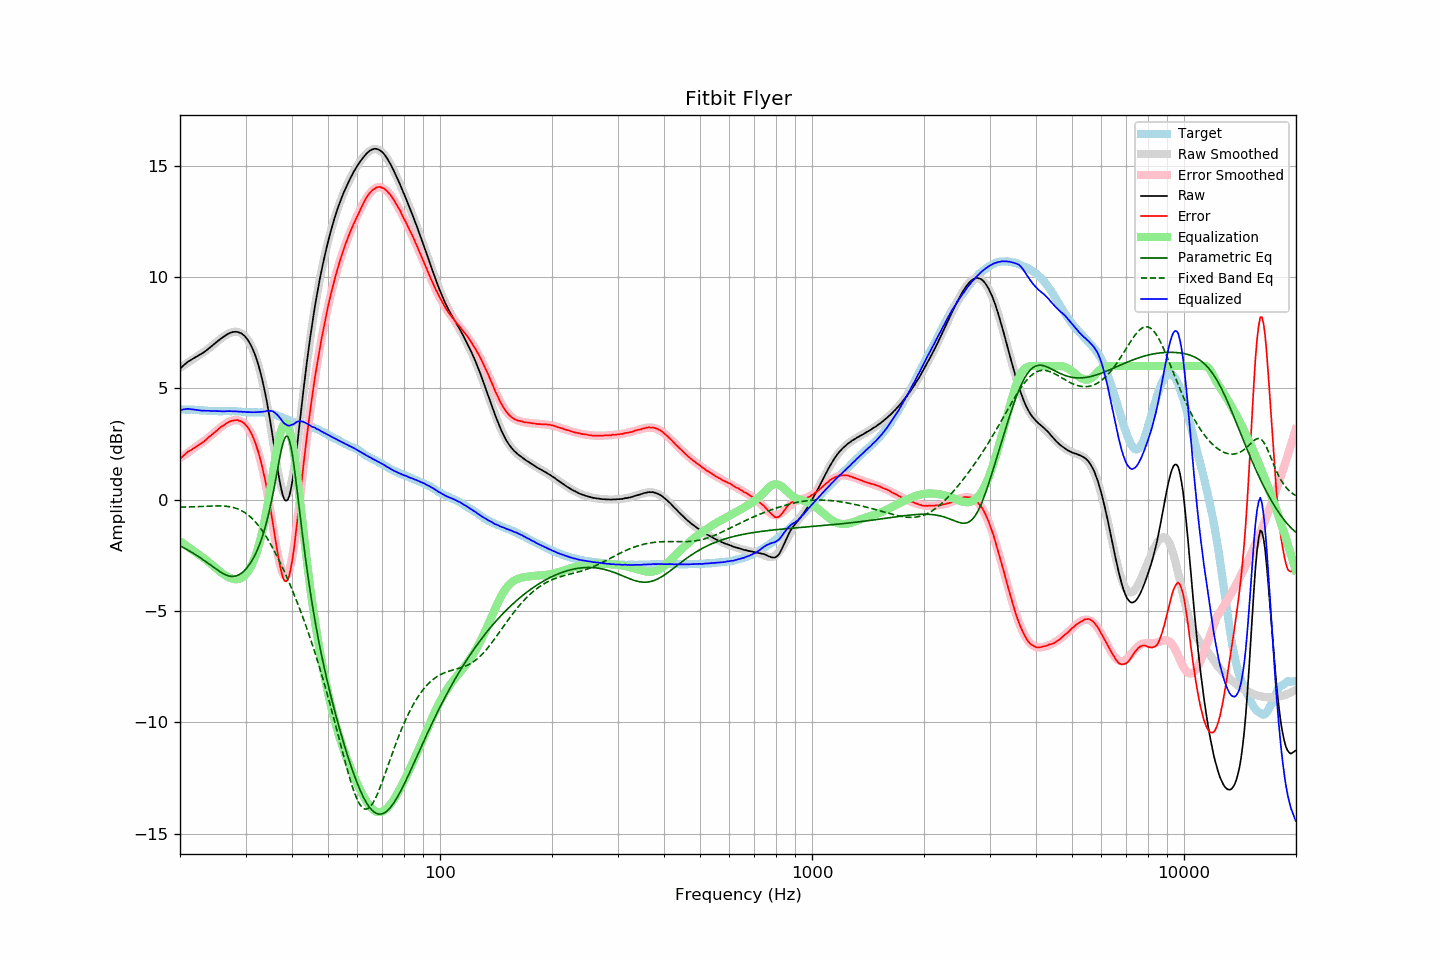 Fitbit Flyer
Amplitude (dBr)
15
10
5
0
−5
−10
−15
Target
Raw Smoothed
Error Smoothed
Raw
Error
Equalization
Parametric Eq
Fixed Band Eq
Equalized
100
1000
10000
Frequency (Hz)